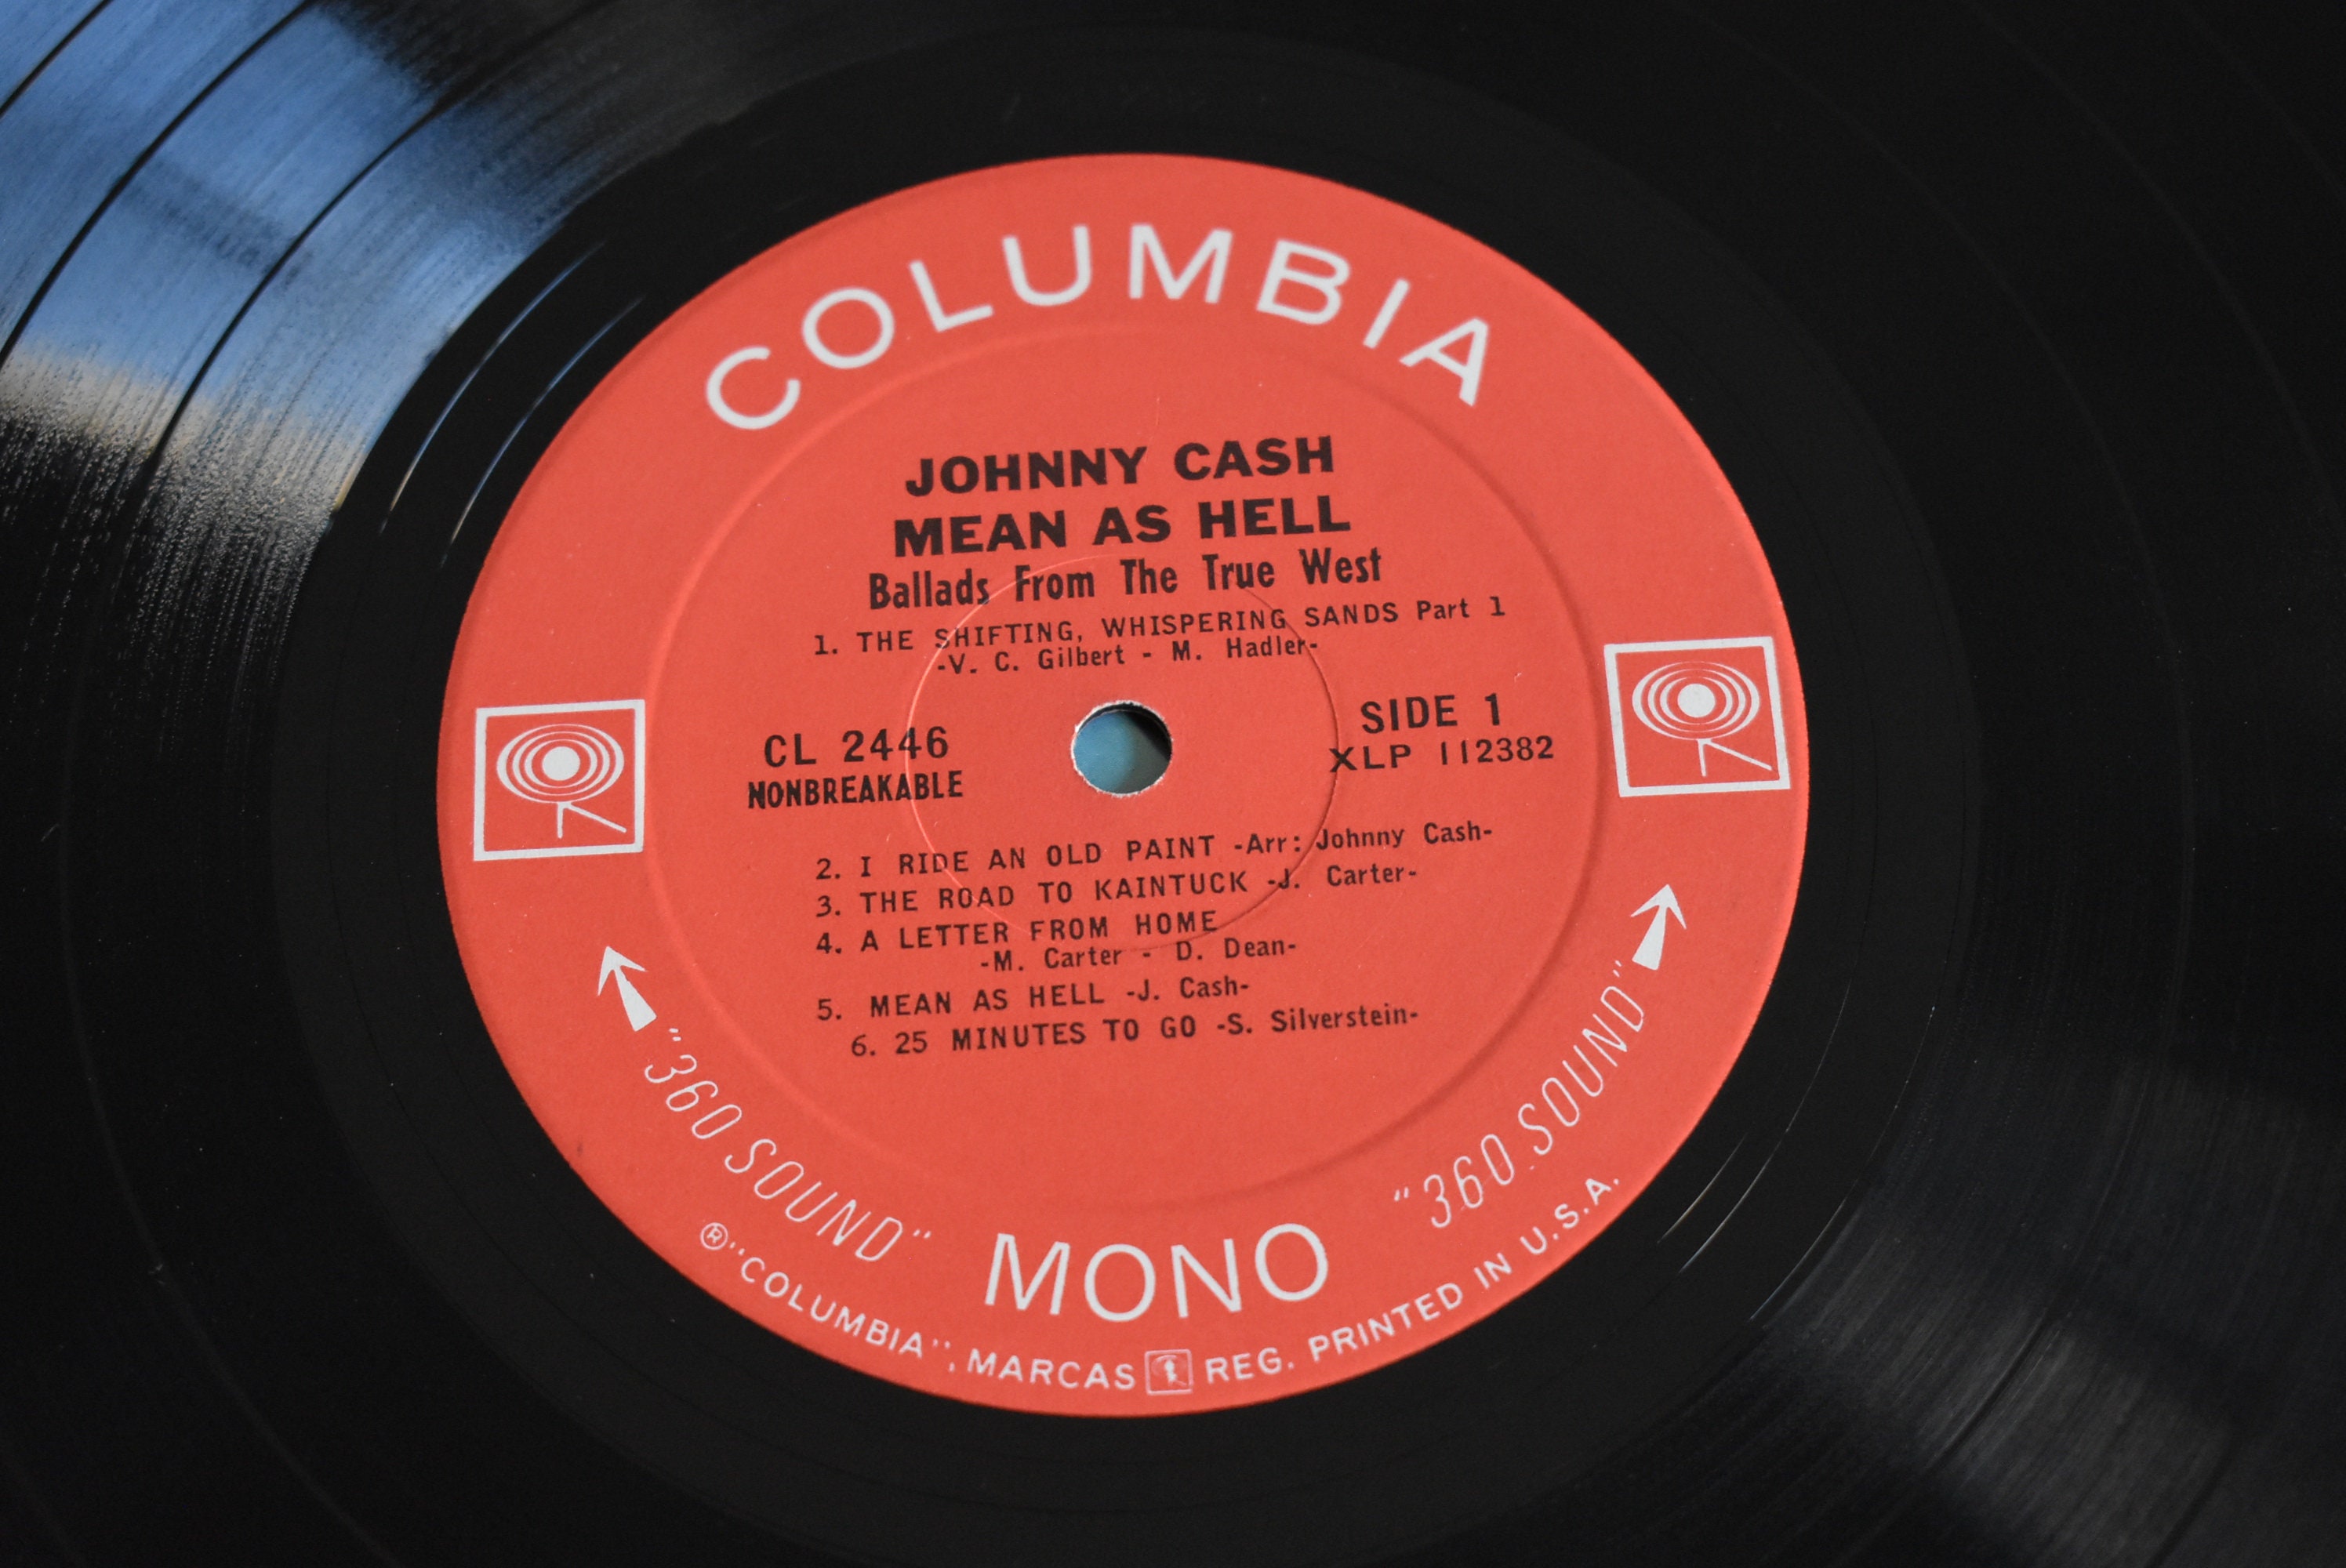 COLUMBIA
JOHNNY CASH
MEAN AS HELL
Ballads From The True West
1. THE SHIFTING, WHISPERING SANDS Part 1
-V. C. Gilbert - M. Hadler-
CL 2446
NONBREAKABLE
SIDE 1
XLP 112382
2. I RIDE AN OLD PAINT -Arr: Johnny Cash-
3. THE ROAD TO KAINTUCK -J. Carter-
4. A LETTER FROM HOME
-M. Carter - D. Dean-
5. MEAN AS HELL -J. Cash-
6. 25 MINUTES TO GO -S. Silverstein-
"360 SOUND"
MONO
"360 SOUND"
®"COLUMBIA", MARCAS REG. PRINTED IN U.S.A.